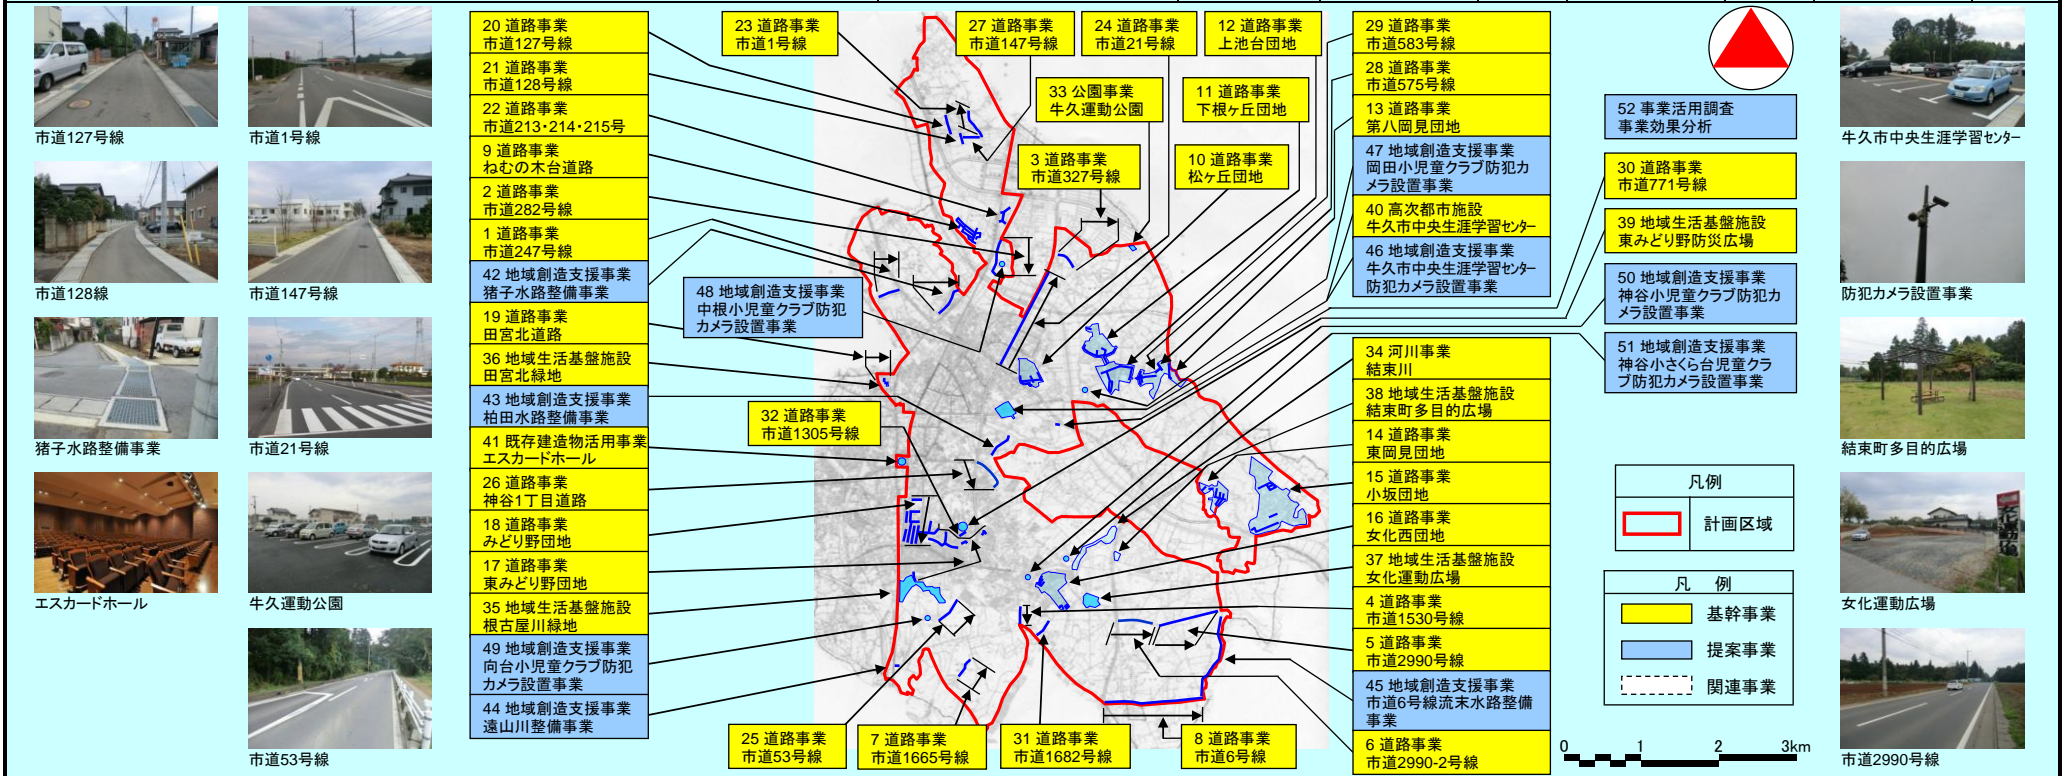 市道127号線
市道1号線
市道128線
市道147号線
猪子水路整備事業
市道21号線
エスカードホール
牛久運動公園
市道53号線
20 道路事業
市道127号線
21 道路事業
市道128号線
22 道路事業
市道213・214・215号
9 道路事業
ねむの木台道路
2 道路事業
市道282号線
1 道路事業
市道247号線
42 地域創造支援事業
猪子水路整備事業
19 道路事業
田宮北道路
36 地域生活基盤施設
田宮北緑地
43 地域創造支援事業
柏田水路整備事業
41 既存建造物活用事業
エスカードホール
26 道路事業
神谷1丁目道路
18 道路事業
みどり野団地
17 道路事業
東みどり野団地
35 地域生活基盤施設
根古屋川緑地
49 地域創造支援事業
向台小児童クラブ防犯
カメラ設置事業
44 地域創造支援事業
遠山川整備事業
23 道路事業
市道1号線
27 道路事業
市道147号線
24 道路事業
市道21号線
12 道路事業
上池台団地
33 公園事業
牛久運動公園
11 道路事業
下根ヶ丘団地
3 道路事業
市道327号線
10 道路事業
松ヶ丘団地
48 地域創造支援事業
中根小児童クラブ防犯
カメラ設置事業
32 道路事業
市道1305号線
25 道路事業
市道53号線
7 道路事業
市道1665号線
31 道路事業
市道1682号線
8 道路事業
市道6号線
29 道路事業
市道583号線
28 道路事業
市道575号線
13 道路事業
第八岡見団地
47 地域創造支援事業
岡田小児童クラブ防犯カ
メラ設置事業
40 高次都市施設
牛久市中央生涯学習センター
46 地域創造支援事業
牛久市中央生涯学習センター
防犯カメラ設置事業
34 河川事業
結束川
38 地域生活基盤施設
結束町多目的広場
14 道路事業
東岡見団地
15 道路事業
小坂団地
16 道路事業
女化西団地
37 地域生活基盤施設
女化運動広場
4 道路事業
市道1530号線
5 道路事業
市道2990号線
45 地域創造支援事業
市道6号線流末水路整備
事業
6 道路事業
市道2990-2号線
52 事業活用調査
事業効果分析
30 道路事業
市道771号線
39 地域生活基盤施設
東みどり野防災広場
50 地域創造支援事業
神谷小児童クラブ防犯カ
メラ設置事業
51 地域創造支援事業
神谷小さくら台児童クラ
ブ防犯カメラ設置事業
凡例
計画区域
凡 例
基幹事業
提案事業
関連事業
0 1 2 3km
牛久市中央生涯学習センター
防犯カメラ設置事業
結束町多目的広場
女化運動広場
市道2990号線